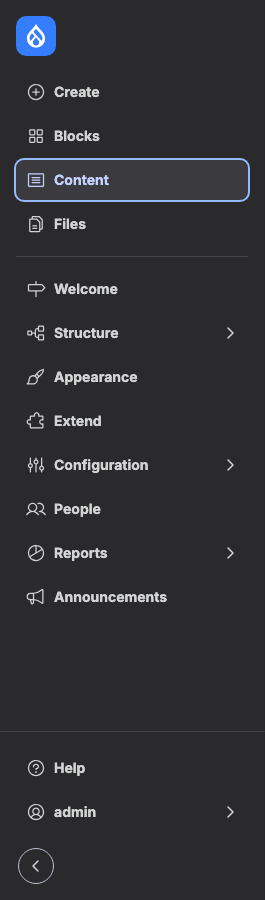 Create
Blocks
Content
Files
Welcome
Structure
Appearance
Extend
Configuration
People
Reports
Announcements
Help
admin